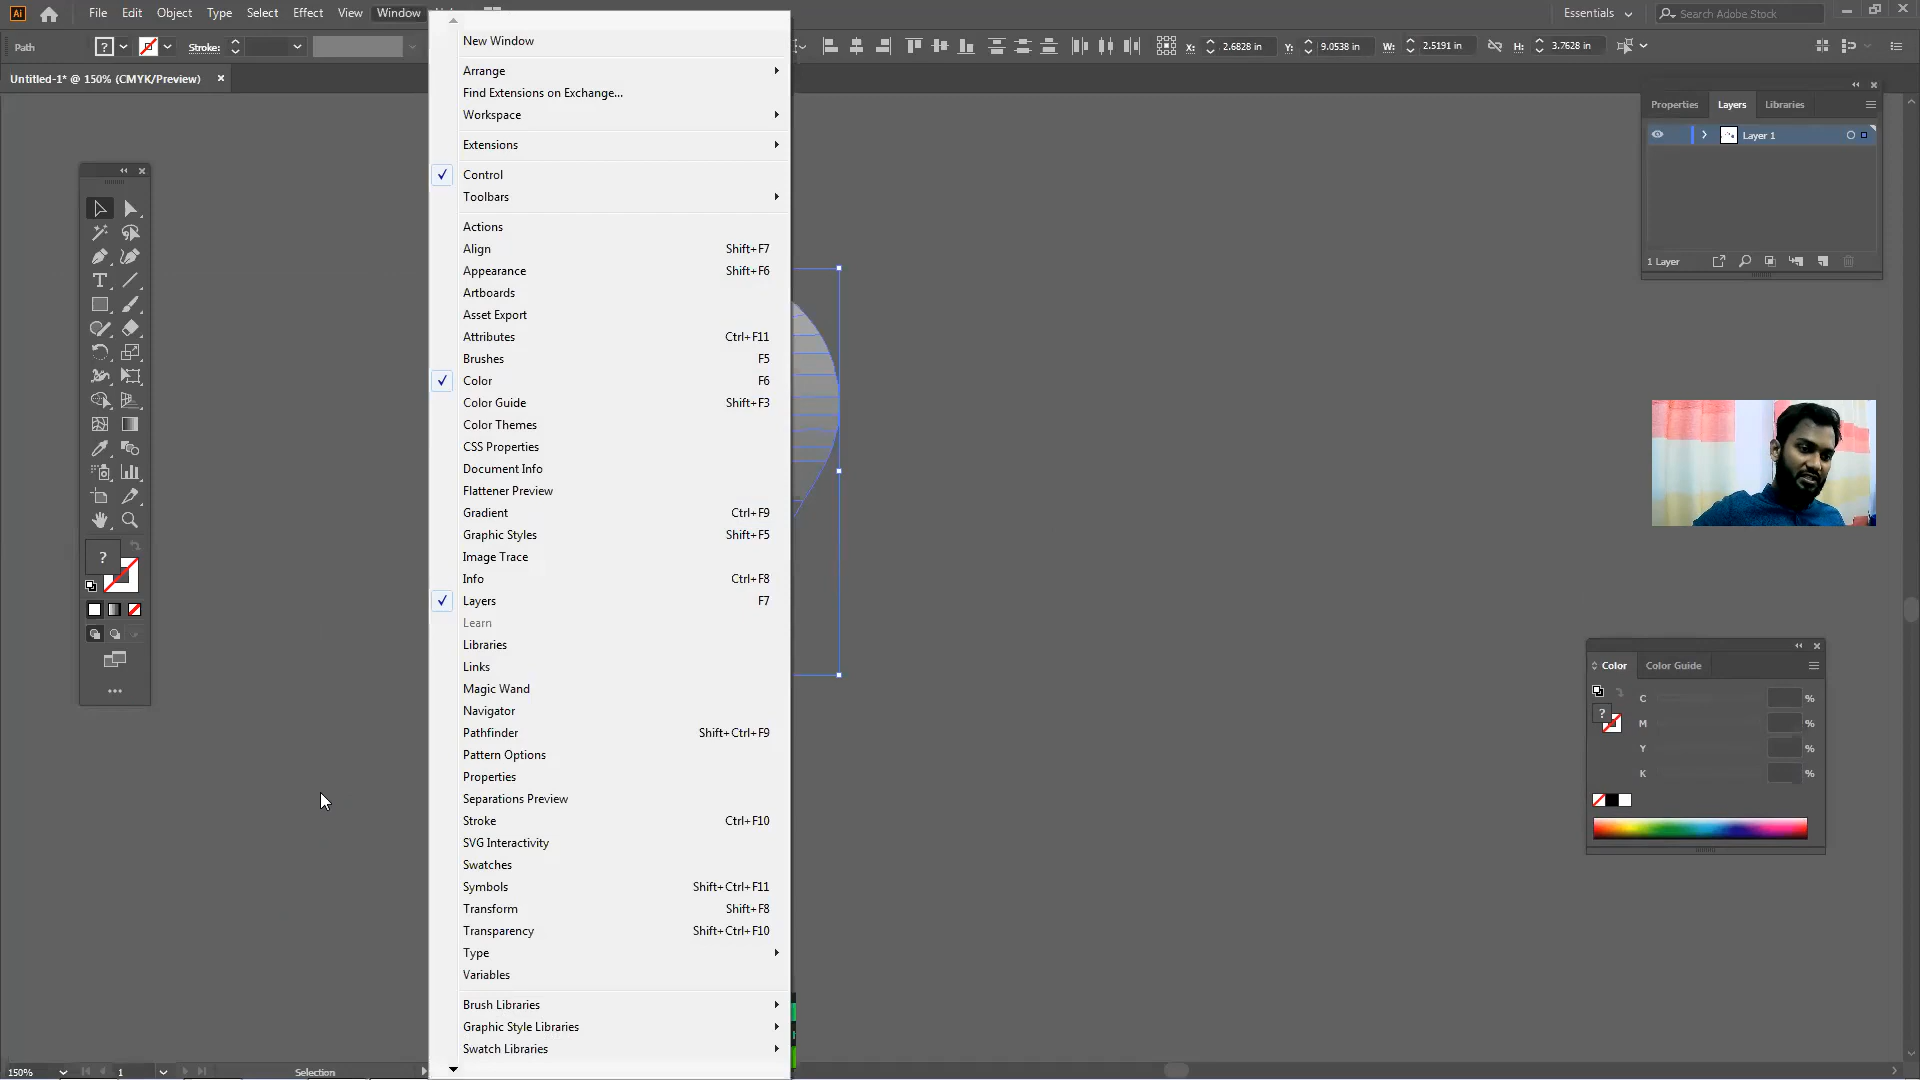 Ai File Edit Object Type Select Effect View Window
Essentials Search Adobe Stock
Path ? Stroke: X: 2.6828 in Y: 9.0538 in W: 2.5191 in H: 3.7628 in
Untitled-1* @ 150% (CMYK/Preview) ×
New Window
Arrange
Find Extensions on Exchange...
Workspace
Extensions
Control
Toolbars
Actions
Align Shift+F7
Appearance Shift+F6
Artboards
Asset Export
Attributes Ctrl+F11
Brushes F5
Color F6
Color Guide Shift+F3
Color Themes
CSS Properties
Document Info
Flattener Preview
Gradient Ctrl+F9
Graphic Styles Shift+F5
Image Trace
Info Ctrl+F8
Layers F7
Learn
Libraries
Links
Magic Wand
Navigator
Pathfinder Shift+Ctrl+F9
Pattern Options
Properties
Separations Preview
Stroke Ctrl+F10
SVG Interactivity
Swatches
Symbols Shift+Ctrl+F11
Transform Shift+F8
Transparency Shift+Ctrl+F10
Type
Variables
Brush Libraries
Graphic Style Libraries
Swatch Libraries
Properties Layers Libraries
Layer 1
1 Layer
Color Color Guide
?
C %
M %
Y %
K %
?
150% 1 Selection